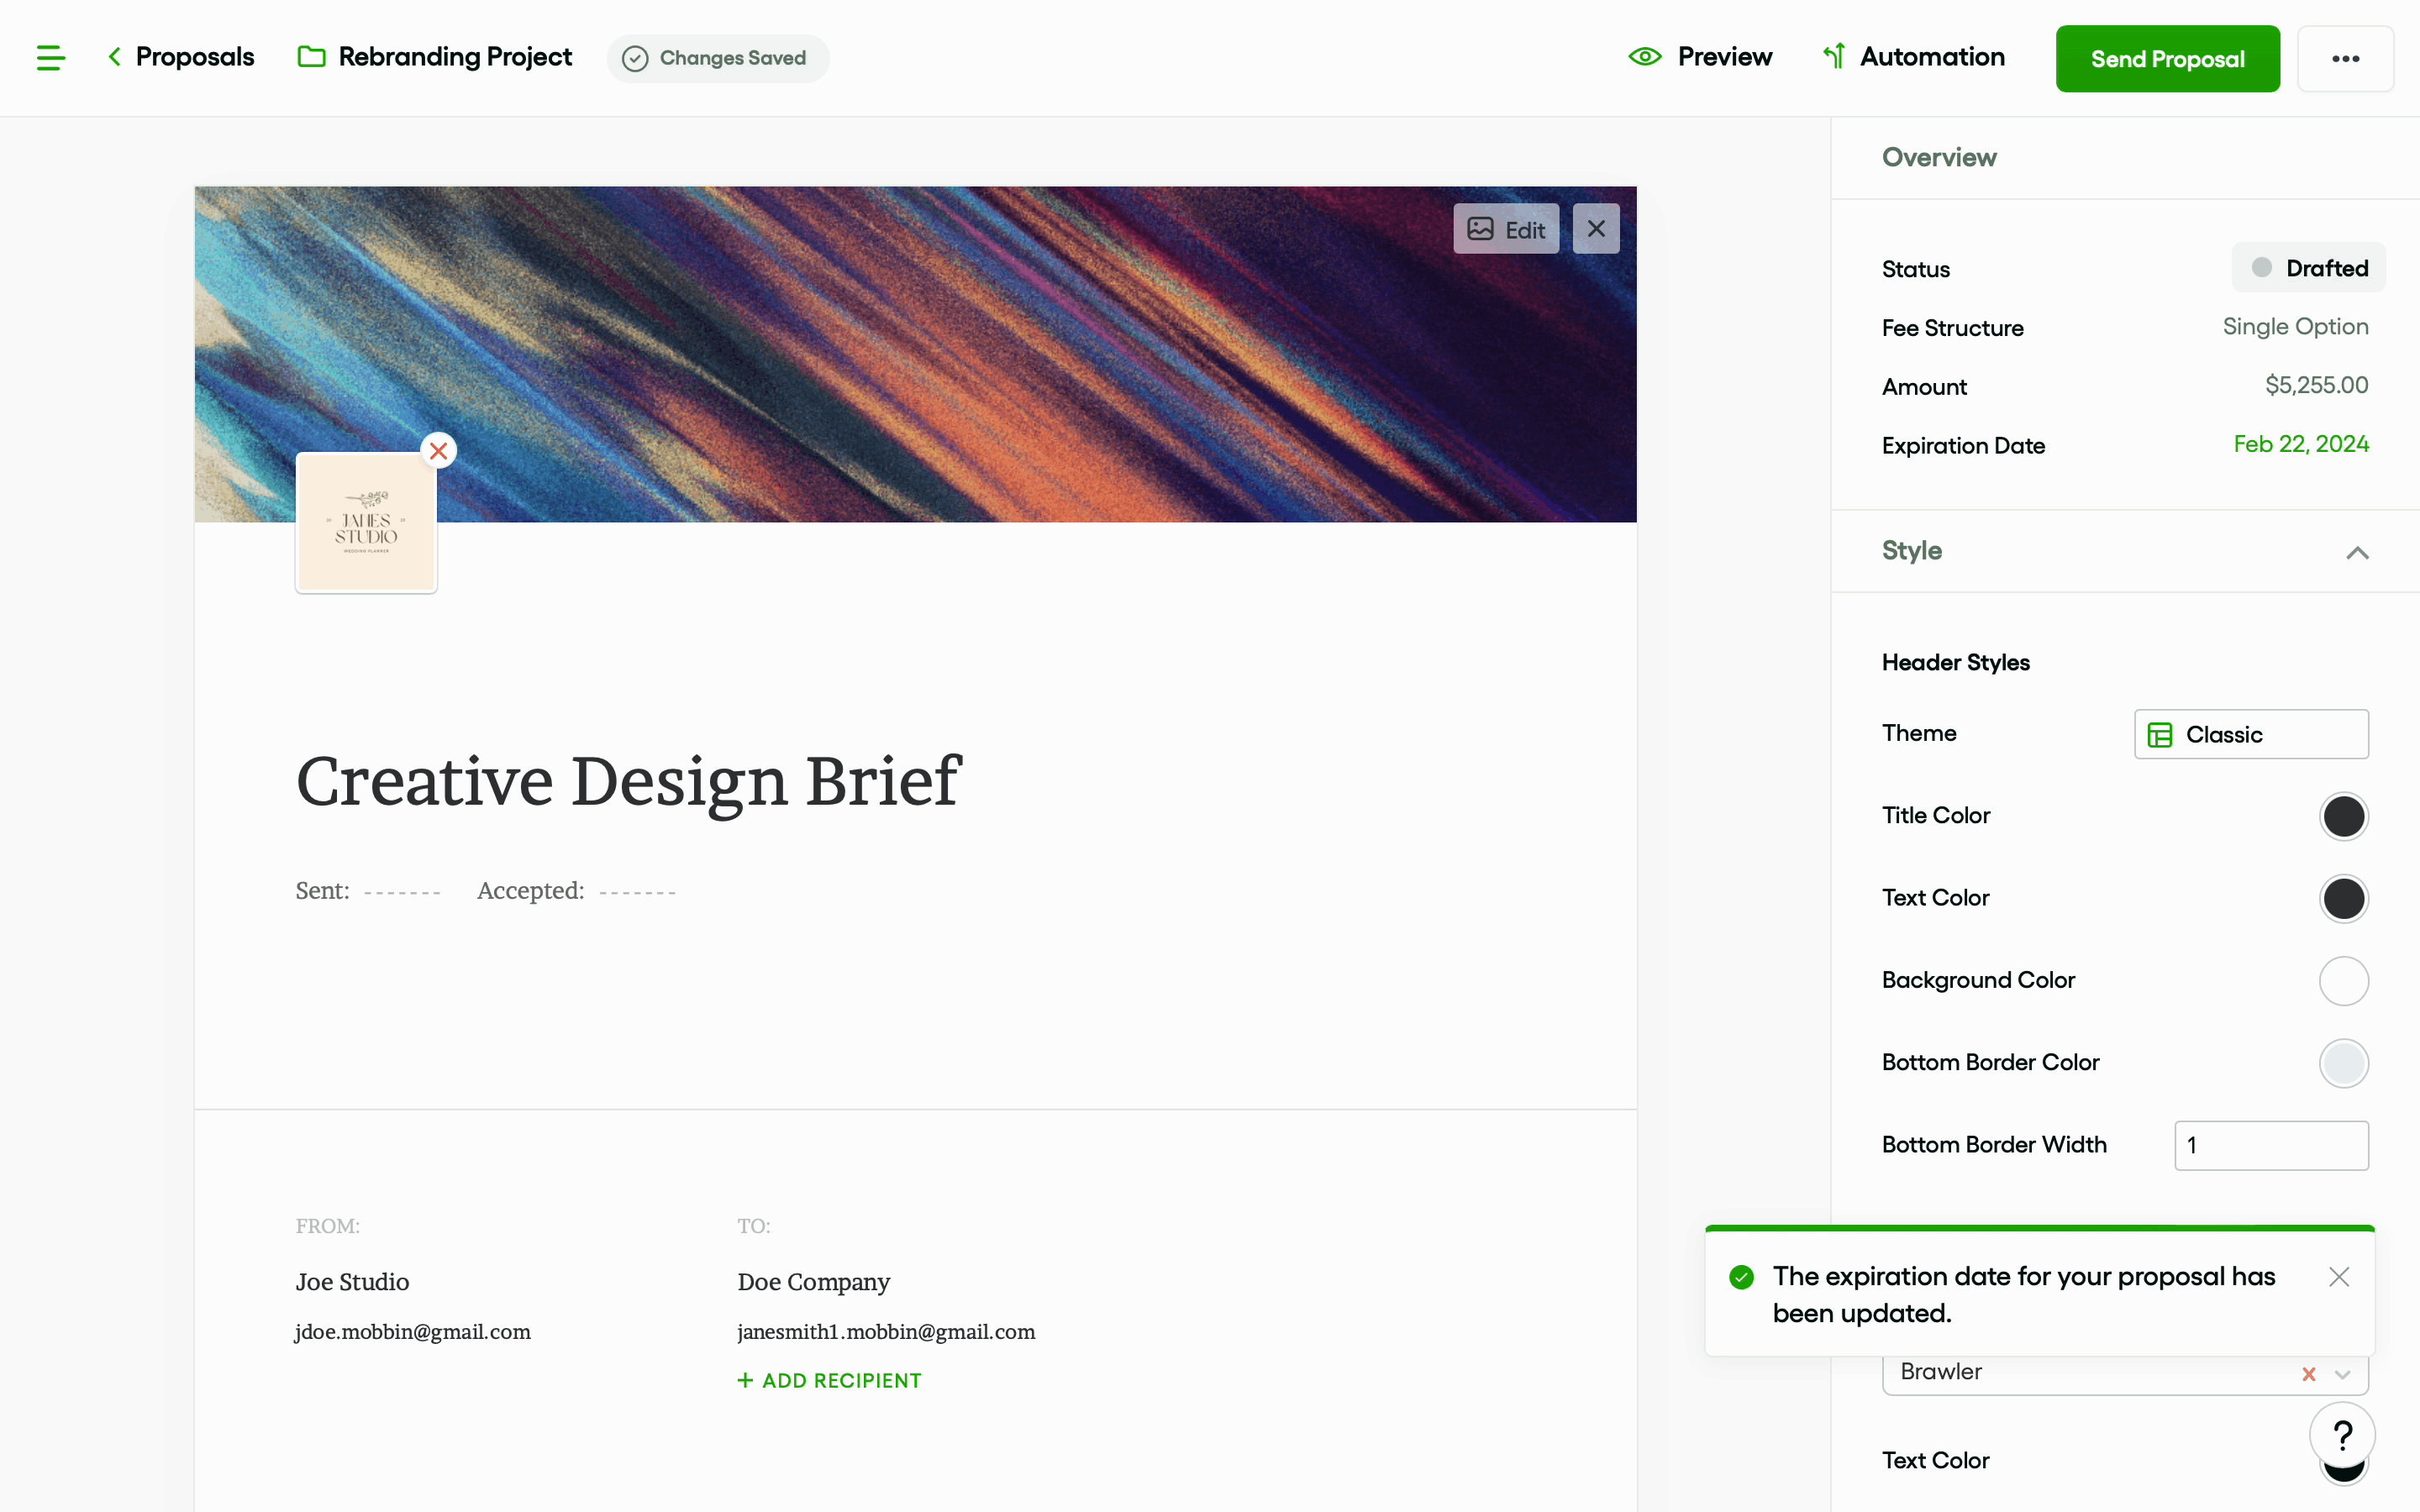 Proposals
Rebranding Project
Changes Saved
Preview
Automation
Send Proposal
Edit
JANES
STUDIO
WEDDING PLANNER
Creative Design Brief
Sent: -------
Accepted: -------
FROM:
Joe Studio
jdoe.mobbin@gmail.com
TO:
Doe Company
janesmith1.mobbin@gmail.com
+ ADD RECIPIENT
Overview
Status
Drafted
Fee Structure
Single Option
Amount
$5,255.00
Expiration Date
Feb 22, 2024
Style
Header Styles
Theme
Classic
Title Color
Text Color
Background Color
Bottom Border Color
Bottom Border Width
1
The expiration date for your proposal has
been updated.
Brawler
?
Text Color